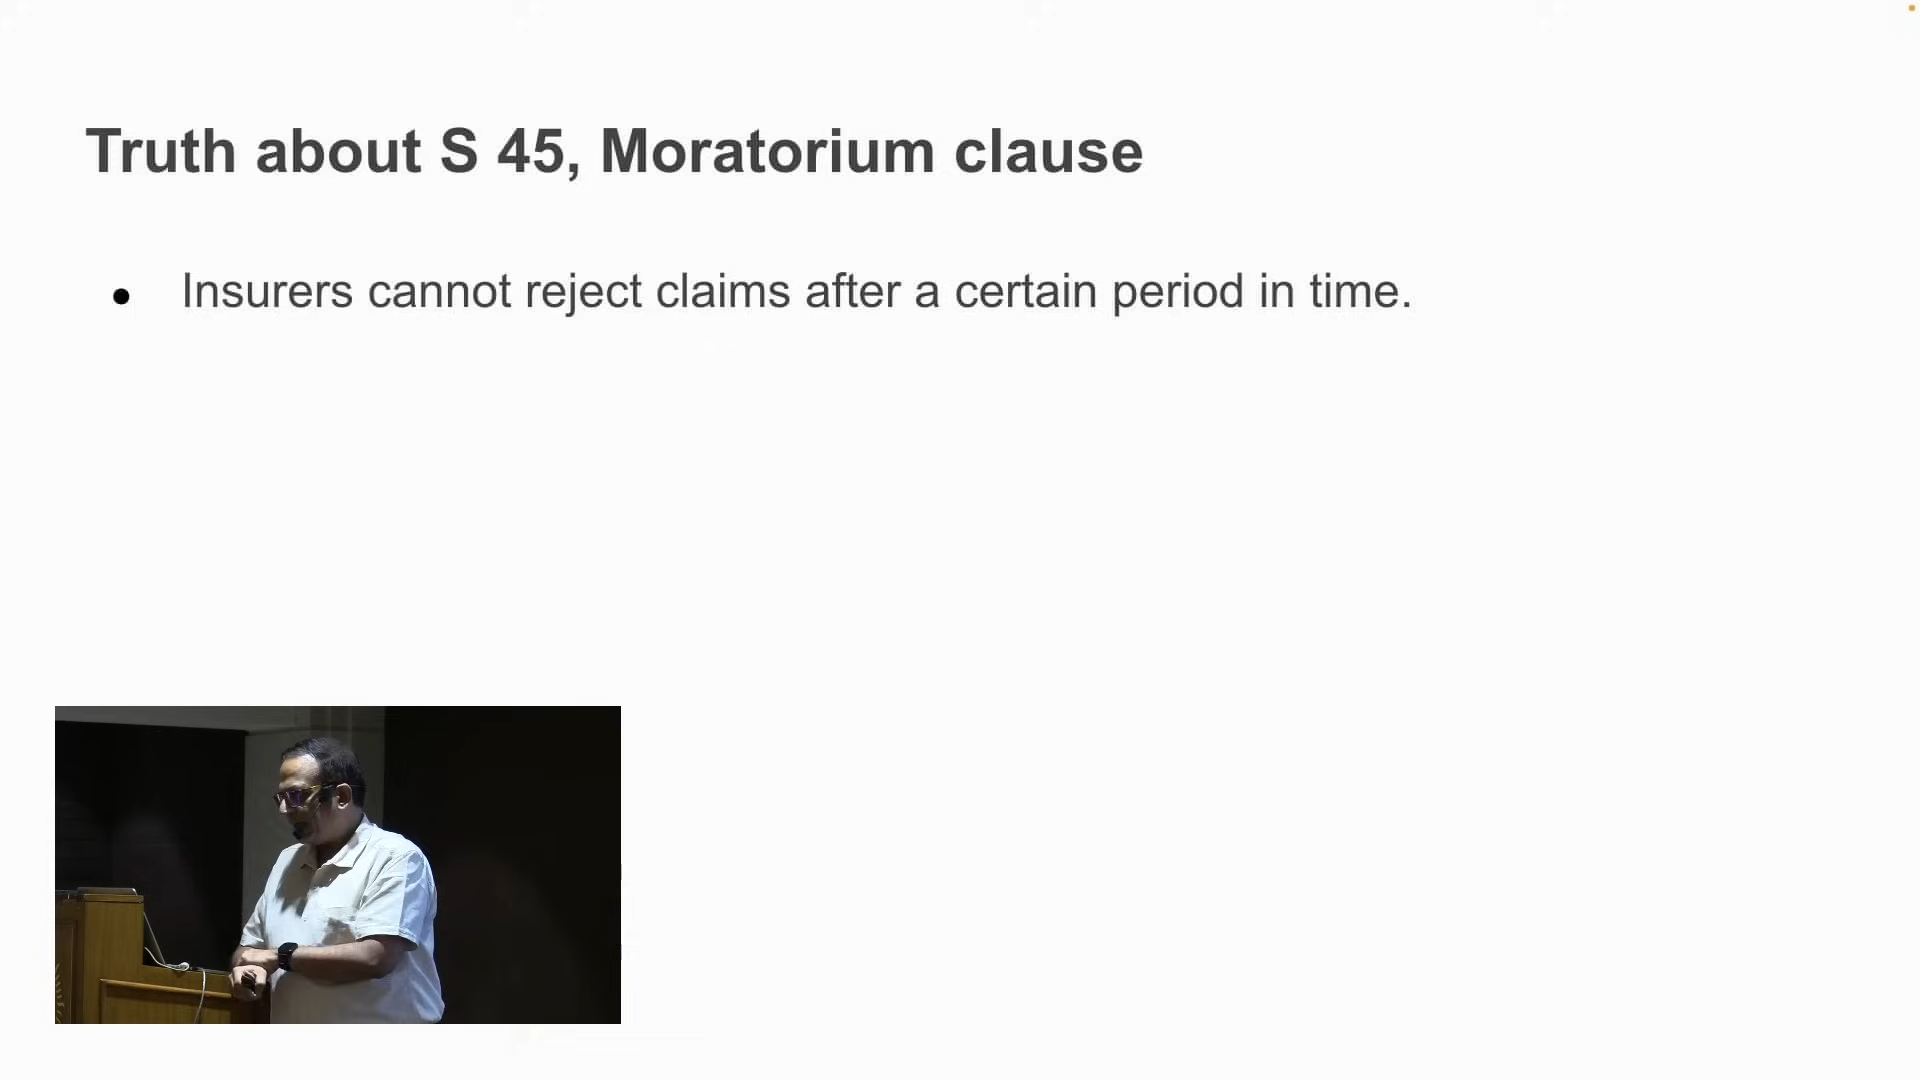 Truth about S 45, Moratorium clause
● Insurers cannot reject claims after a certain period in time.